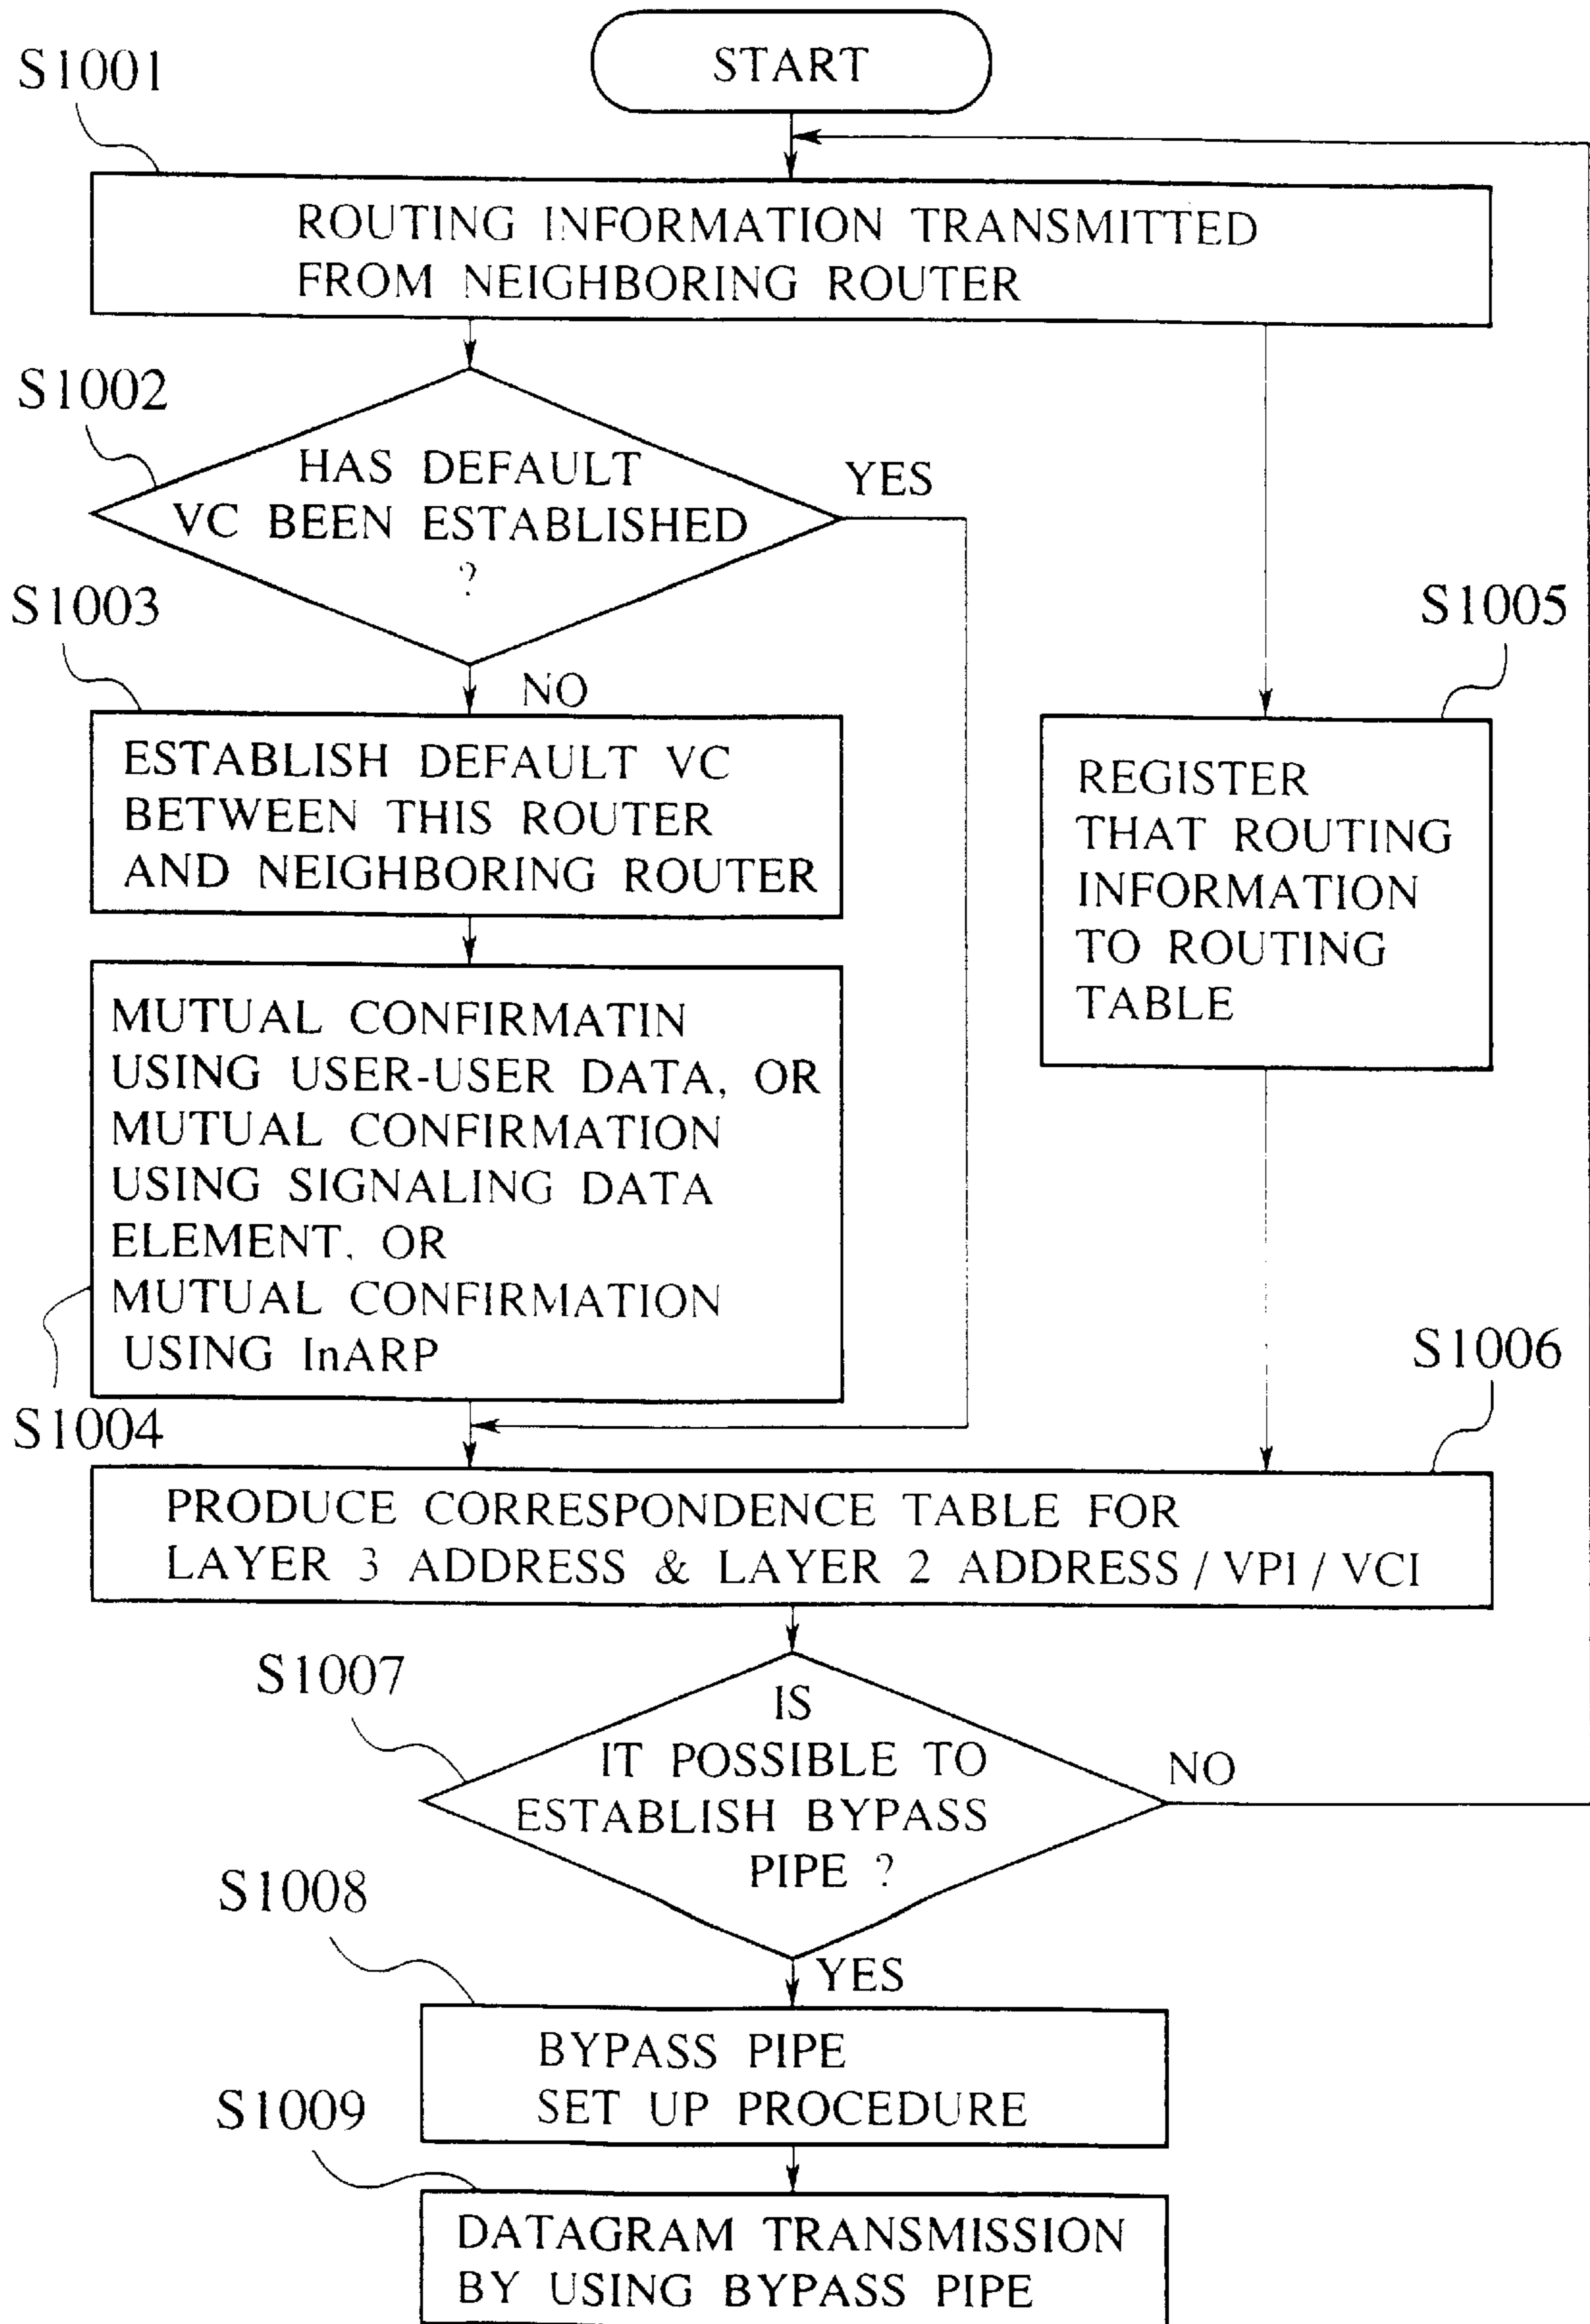 START
S1001
ROUTING INFORMATION TRANSMITTED
FROM NEIGHBORING ROUTER
S1002
HAS DEFAULT
VC BEEN ESTABLISHED
?
YES
NO
S1003
ESTABLISH DEFAULT VC
BETWEEN THIS ROUTER
AND NEIGHBORING ROUTER
S1005
REGISTER
THAT ROUTING
INFORMATION
TO ROUTING
TABLE
MUTUAL CONFIRMATIN
USING USER-USER DATA, OR
MUTUAL CONFIRMATION
USING SIGNALING DATA
ELEMENT, OR
MUTUAL CONFIRMATION
USING InARP
S1004
S1006
PRODUCE CORRESPONDENCE TABLE FOR
LAYER 3 ADDRESS & LAYER 2 ADDRESS / VPI / VCI
S1007
IS
IT POSSIBLE TO
ESTABLISH BYPASS
PIPE ?
NO
YES
S1008
BYPASS PIPE
SET UP PROCEDURE
S1009
DATAGRAM TRANSMISSION
BY USING BYPASS PIPE